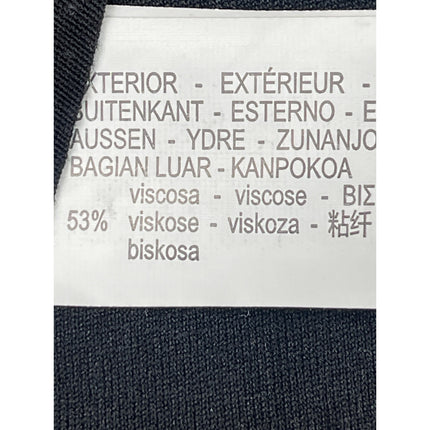 EXTERIOR - EXTÉRIEUR -
BUITENKANT - ESTERNO -
AUSSEN - YDRE - ZUNANJO
BAGIAN LUAR - KANPOKOA
viscosa - viscose -
53% viskose - viskoza - 粘纤
biskosa